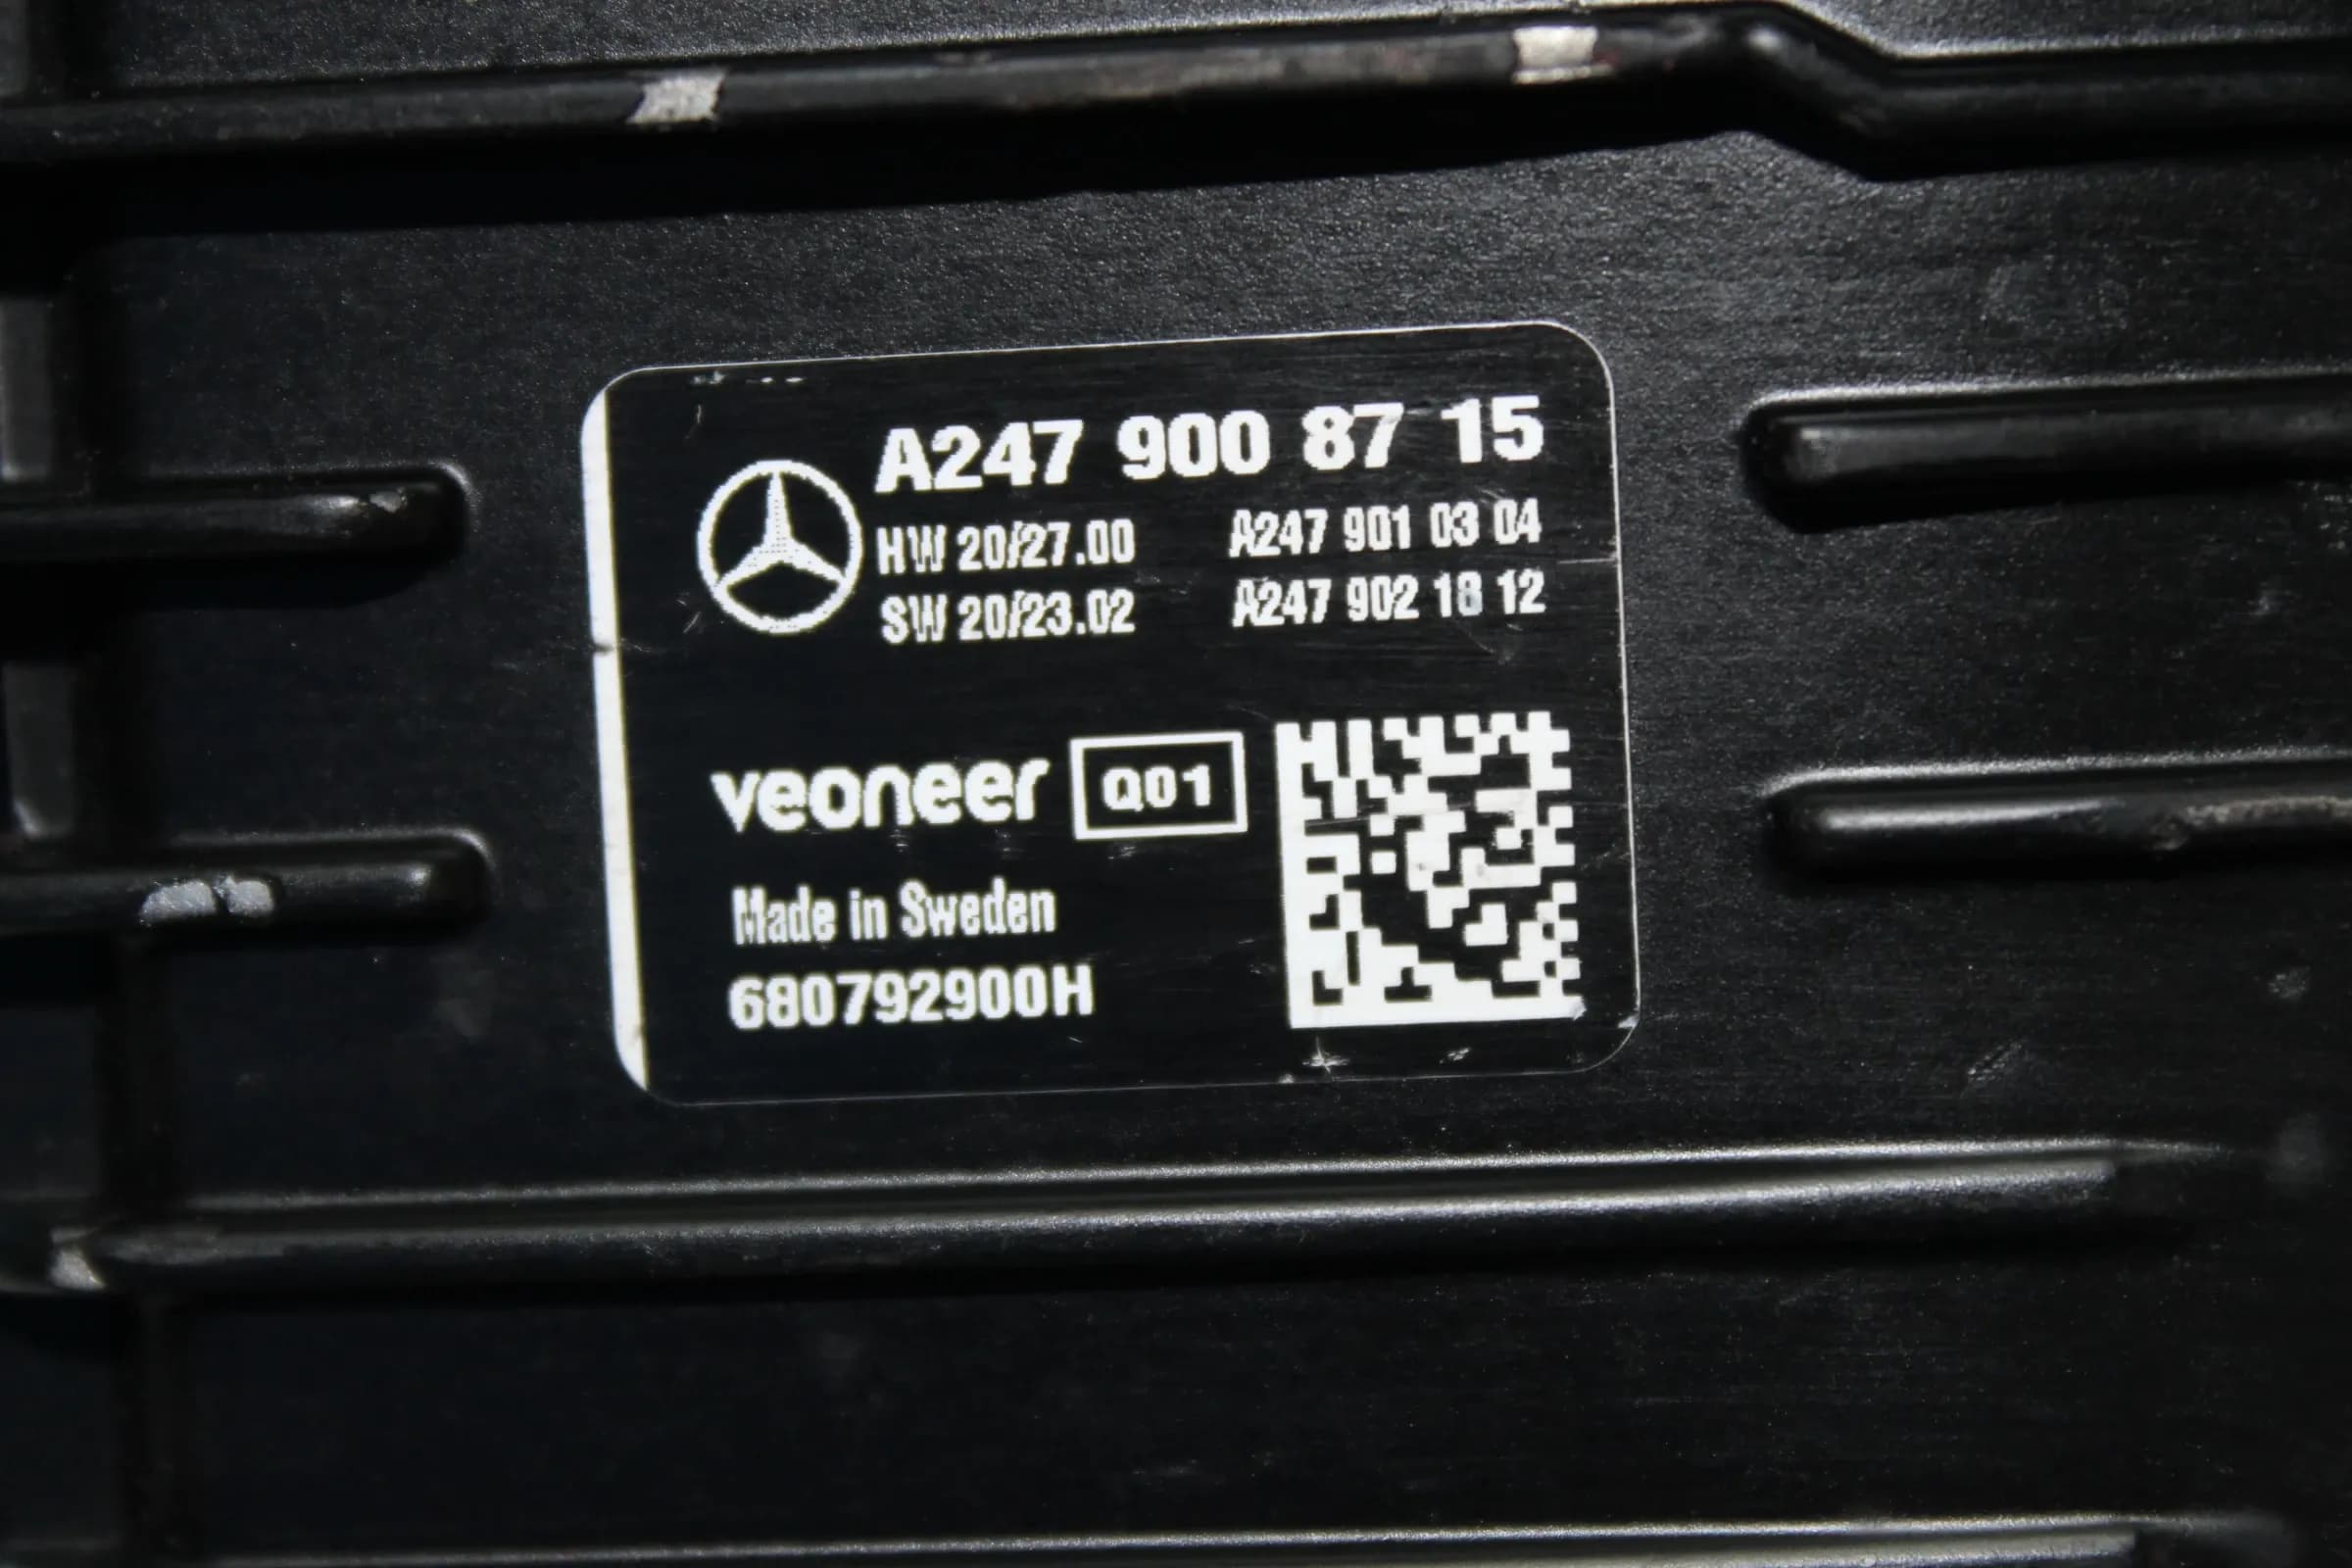 A247 900 87 15
HW 20/27.00 A247 901 03 04
SW 20/23.02 A247 902 18 12
veoneer Q01
Made in Sweden
680792900H